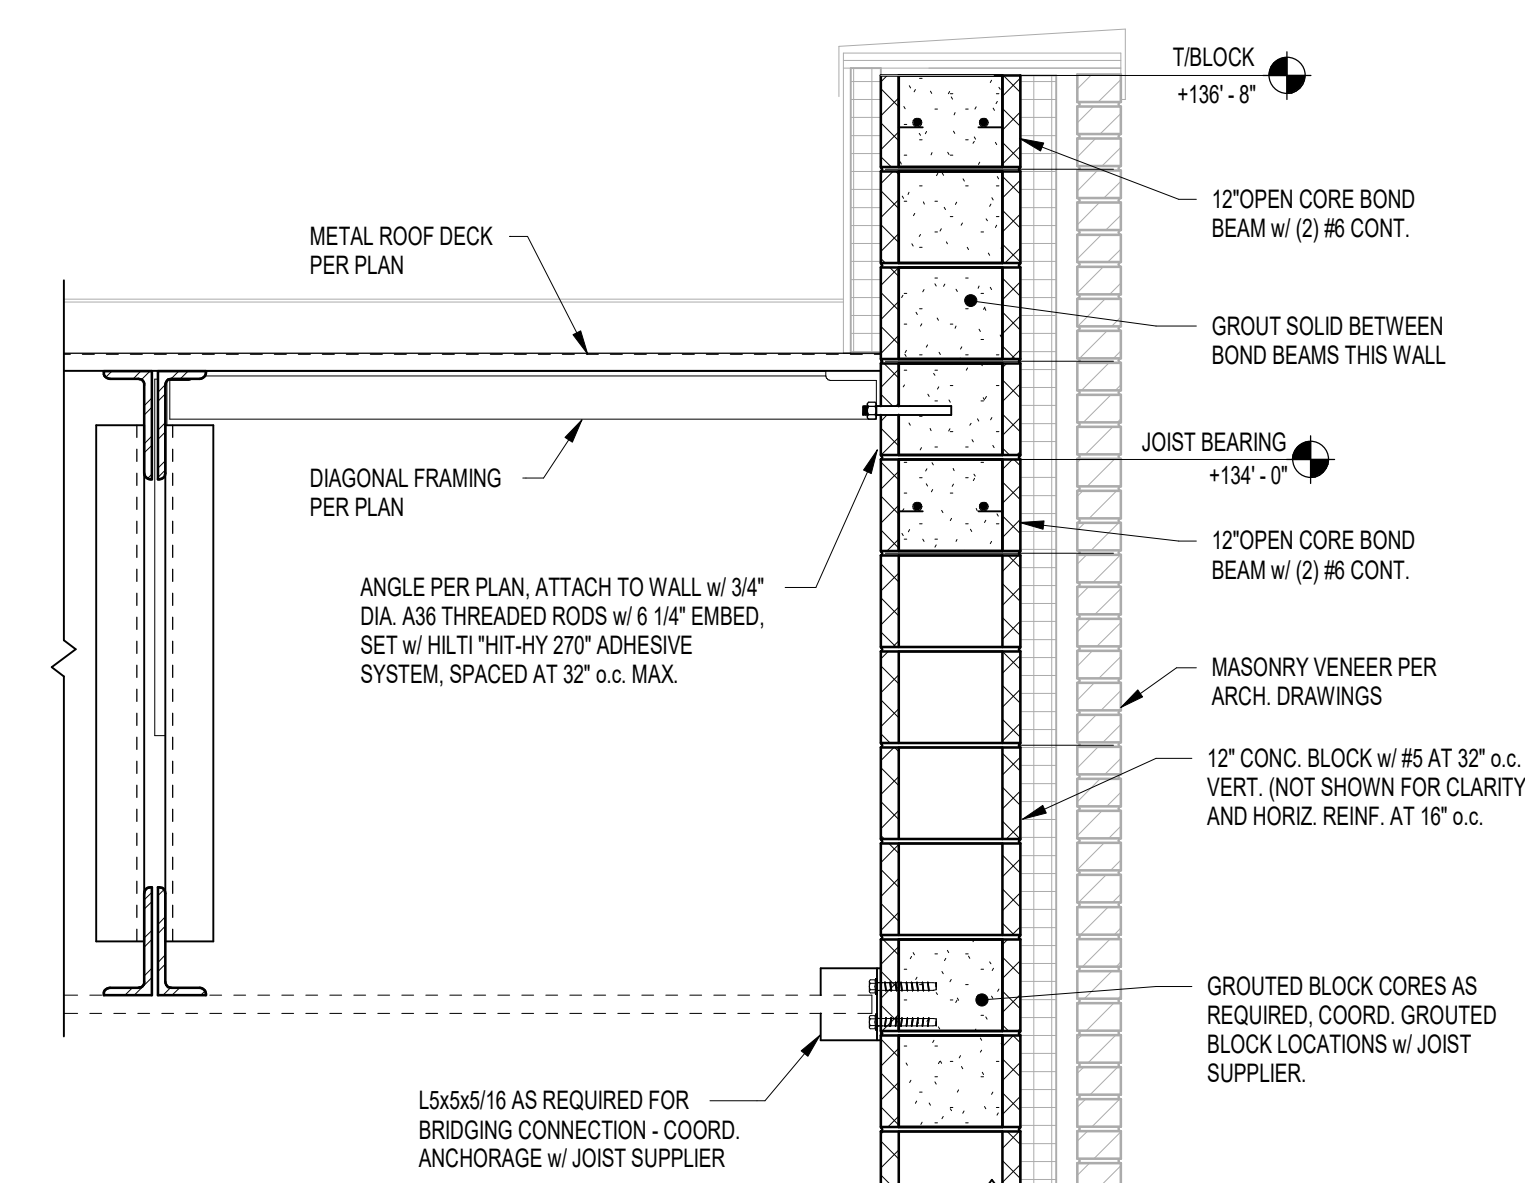 T/BLOCK
+136' - 8"
12"OPEN CORE BOND
BEAM w/ (2) #6 CONT.
METAL ROOF DECK
PER PLAN
GROUT SOLID BETWEEN
BOND BEAMS THIS WALL
JOIST BEARING
+134' - 0"
DIAGONAL FRAMING
PER PLAN
12"OPEN CORE BOND
BEAM w/ (2) #6 CONT.
ANGLE PER PLAN, ATTACH TO WALL w/ 3/4"
DIA. A36 THREADED RODS w/ 6 1/4" EMBED,
SET w/ HILTI "HIT-HY 270" ADHESIVE
SYSTEM, SPACED AT 32" o.c. MAX.
MASONRY VENEER PER
ARCH. DRAWINGS
12" CONC. BLOCK w/ #5 AT 32" o.c.
VERT. (NOT SHOWN FOR CLARITY
AND HORIZ. REINF. AT 16" o.c.
GROUTED BLOCK CORES AS
REQUIRED, COORD. GROUTED
BLOCK LOCATIONS w/ JOIST
SUPPLIER.
L5x5x5/16 AS REQUIRED FOR
BRIDGING CONNECTION - COORD.
ANCHORAGE w/ JOIST SUPPLIER